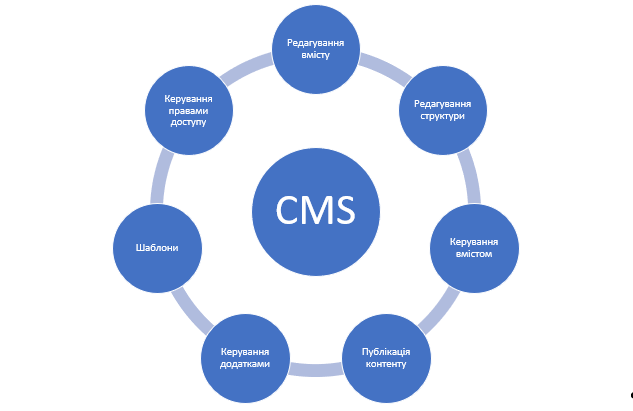 Редагування
вмісту
Редагування
структури
Керування
вмістом
Публікація
контенту
Керування
додатками
Шаблони
Керування
правами
доступу
CMS